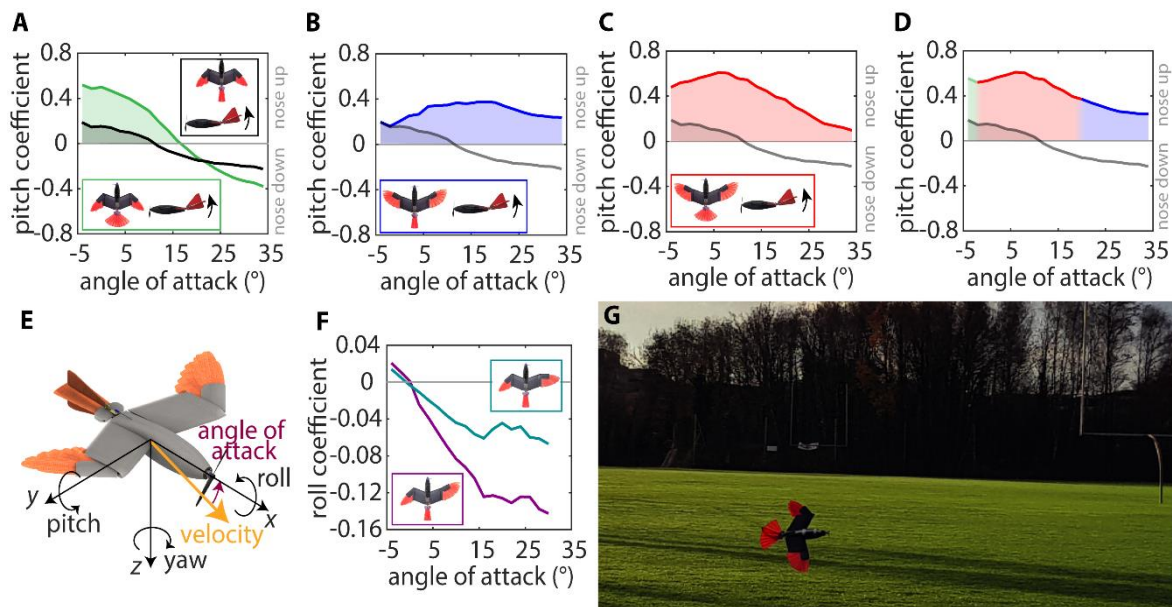 A
pitch coefficient
0.8
0.4
0
-0.4
-0.8
-5
5
15
25
35
angle of attack (°)
nose up
nose down
B
pitch coefficient
0.8
0.4
0
-0.4
-0.8
-5
5
15
25
35
angle of attack (°)
nose up
nose down
C
pitch coefficient
0.8
0.4
0
-0.4
-0.8
-5
5
15
25
35
angle of attack (°)
nose up
nose down
D
pitch coefficient
0.8
0.4
0
-0.4
-0.8
-5
5
15
25
35
angle of attack (°)
nose up
nose down
E
angle of
attack
roll
y
x
pitch
velocity
z
yaw
F
roll coefficient
0.04
0
-0.04
-0.08
-0.12
-0.16
-5
5
15
25
35
angle of attack (°)
G